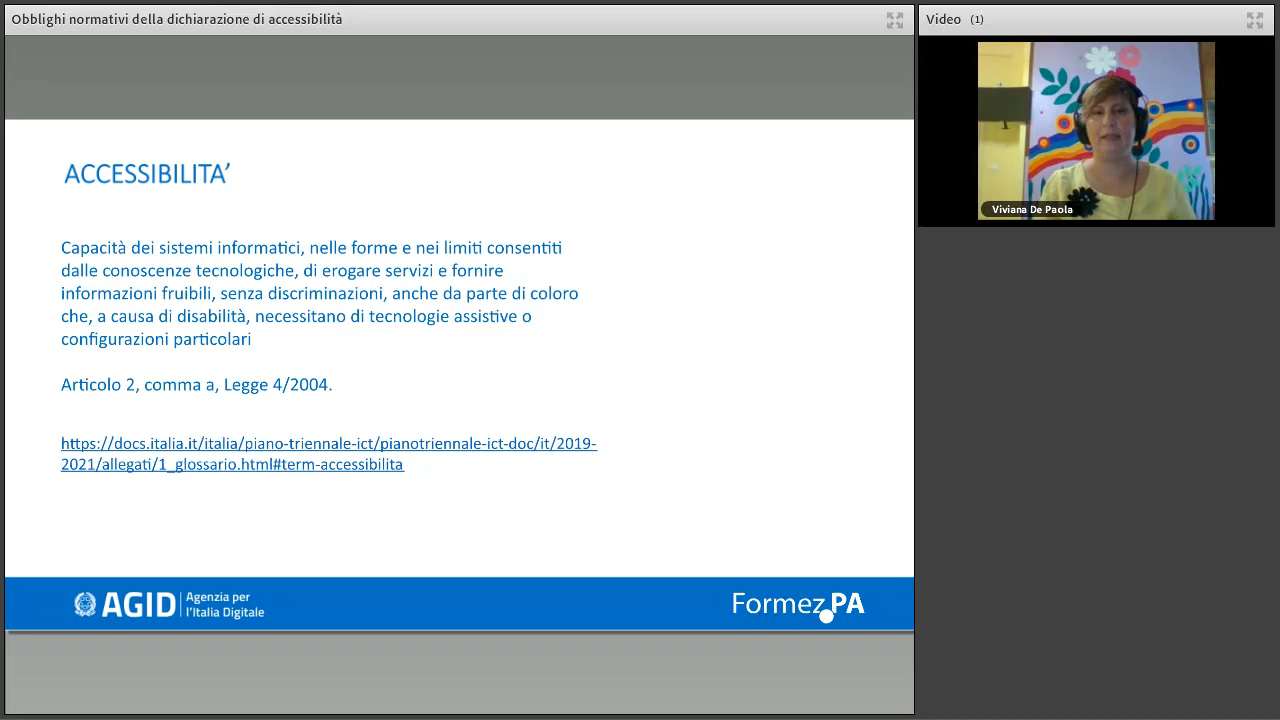 Obblighi normativi della dichiarazione di accessibilità
Video (1)
Viviana De Paola
ACCESSIBILITA’
Capacità dei sistemi informatici, nelle forme e nei limiti consentiti
dalle conoscenze tecnologiche, di erogare servizi e fornire
informazioni fruibili, senza discriminazioni, anche da parte di coloro
che, a causa di disabilità, necessitano di tecnologie assistive o
configurazioni particolari
Articolo 2, comma a, Legge 4/2004.
https://docs.italia.it/italia/piano-triennale-ict/pianotriennale-ict-doc/it/2019-
2021/allegati/1_glossario.html#term-accessibilita
AGID Agenzia per
l’Italia Digitale
Formez PA